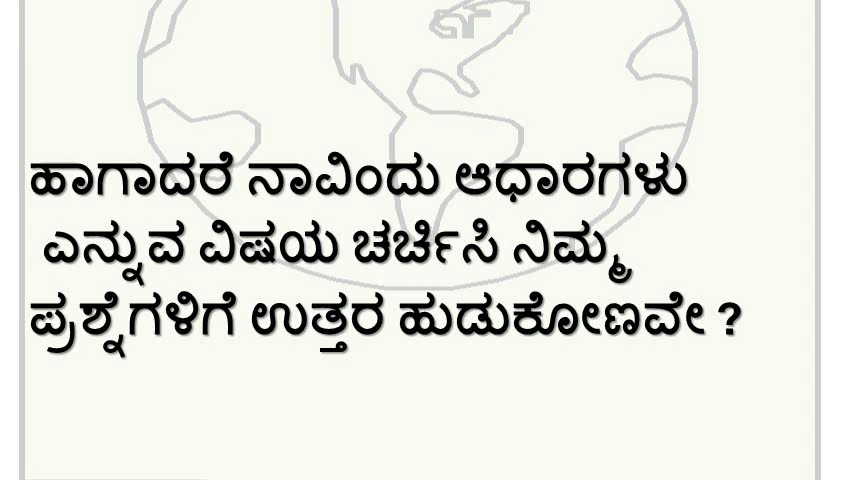 ಹಾಗಾದರೆ ನಾವಿಂದು ಆಧಾರಗಳು
ಎನ್ನುವ ವಿಷಯ ಚರ್ಚಿಸಿ ನಿಮ್ಮ
ಪ್ರಶ್ನೆಗಳಿಗೆ ಉತ್ತರ ಹುಡುಕೋಣವೇ ?